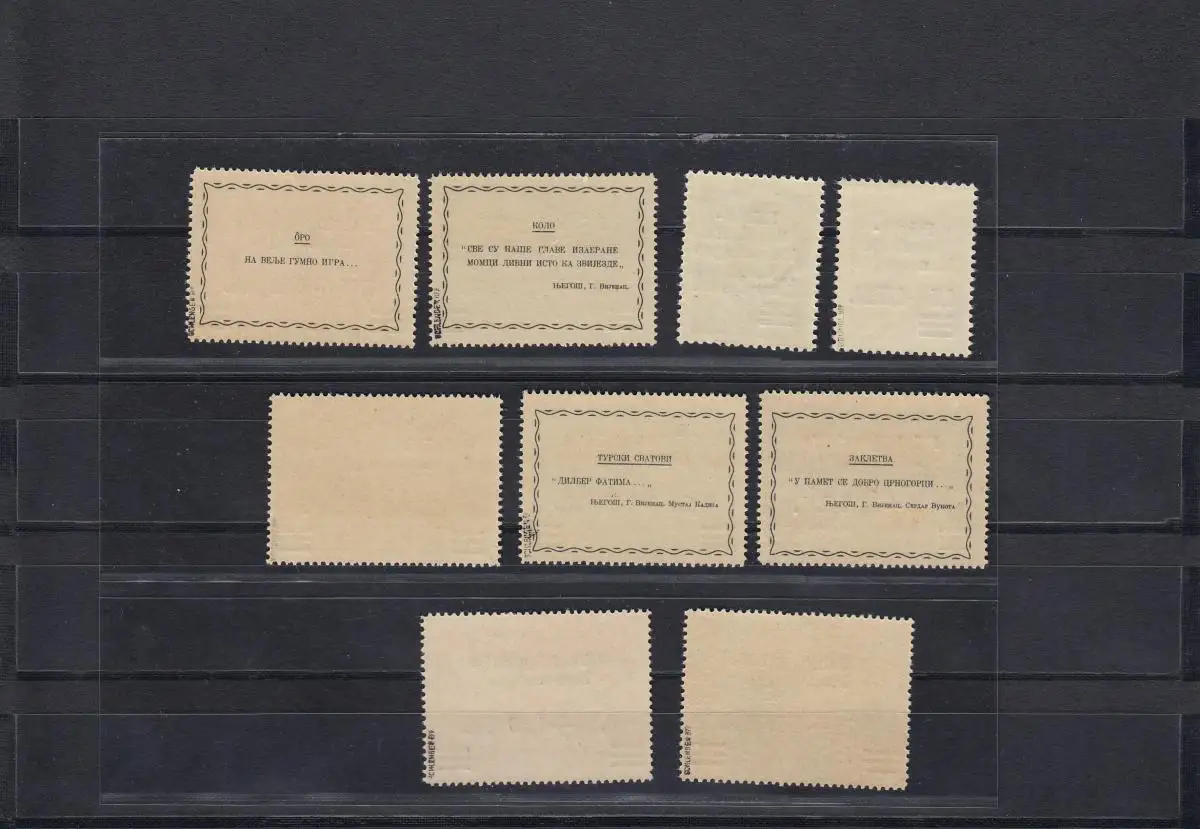 ÔРО
НА ВЕЉЕ ГУМНО ИГРА...
КОЛО
"СВЕ СУ НАШЕ ГЛАВЕ ИЗАБРАНЕ
МОМЦИ ДИВНИ ИСТО КА ЗВИЈЕЗДЕ„
ЊЕГОШ, Г. Вијенац.
ТУРСКИ СВАТОВИ
"ДИЛБЕР ФАТИМА...„
ЊЕГОШ, Г. Вијенац. Мустај Кадија
ЗАКЛЕТВА
"У ПАМЕТ СЕ ДОБРО ЦРНОГОРЦИ...„
ЊЕГОШ, Г. Вијенац. Сердар Вукота